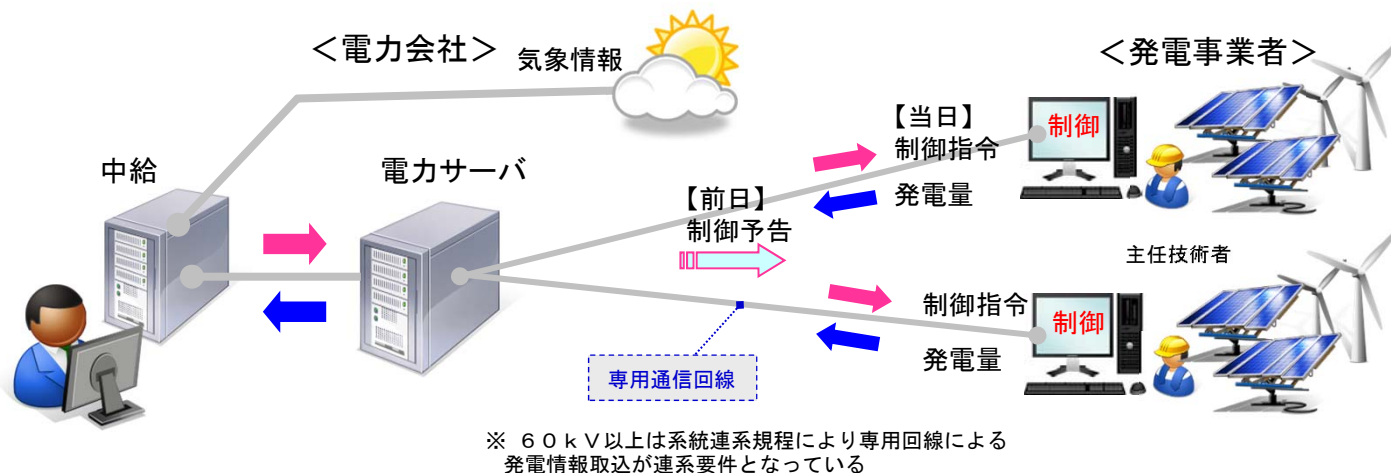 ＜電力会社＞
気象情報
＜発電事業者＞
中給
電力サーバ
【前日】
制御予告
【当日】
制御指令
発電量
制御
主任技術者
制御指令
発電量
制御
専用通信回線
※ ６０ｋＶ以上は系統連系規程により専用回線による
発電情報取込が連系要件となっている